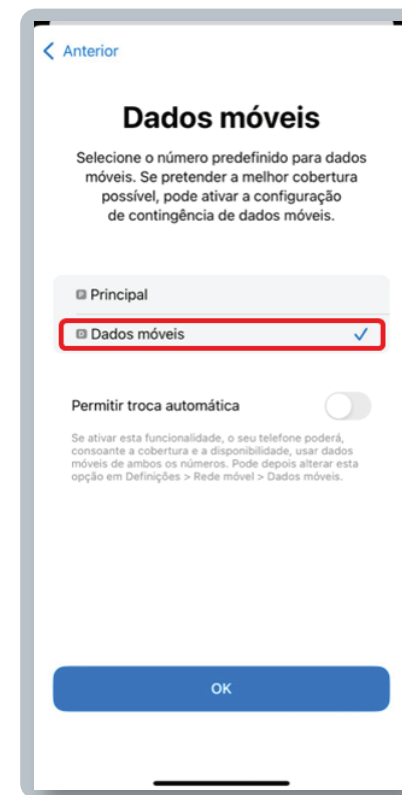 Anterior
Dados móveis
Selecione o número predefinido para dados
móveis. Se pretender a melhor cobertura
possível, pode ativar a configuração
de contingência de dados móveis.
P Principal
D Dados móveis
Permitir troca automática
Se ativar esta funcionalidade, o seu telefone poderá,
consoante a cobertura e a disponibilidade, usar dados
móveis de ambos os números. Pode depois alterar esta
opção em Definições > Rede móvel > Dados móveis.
OK